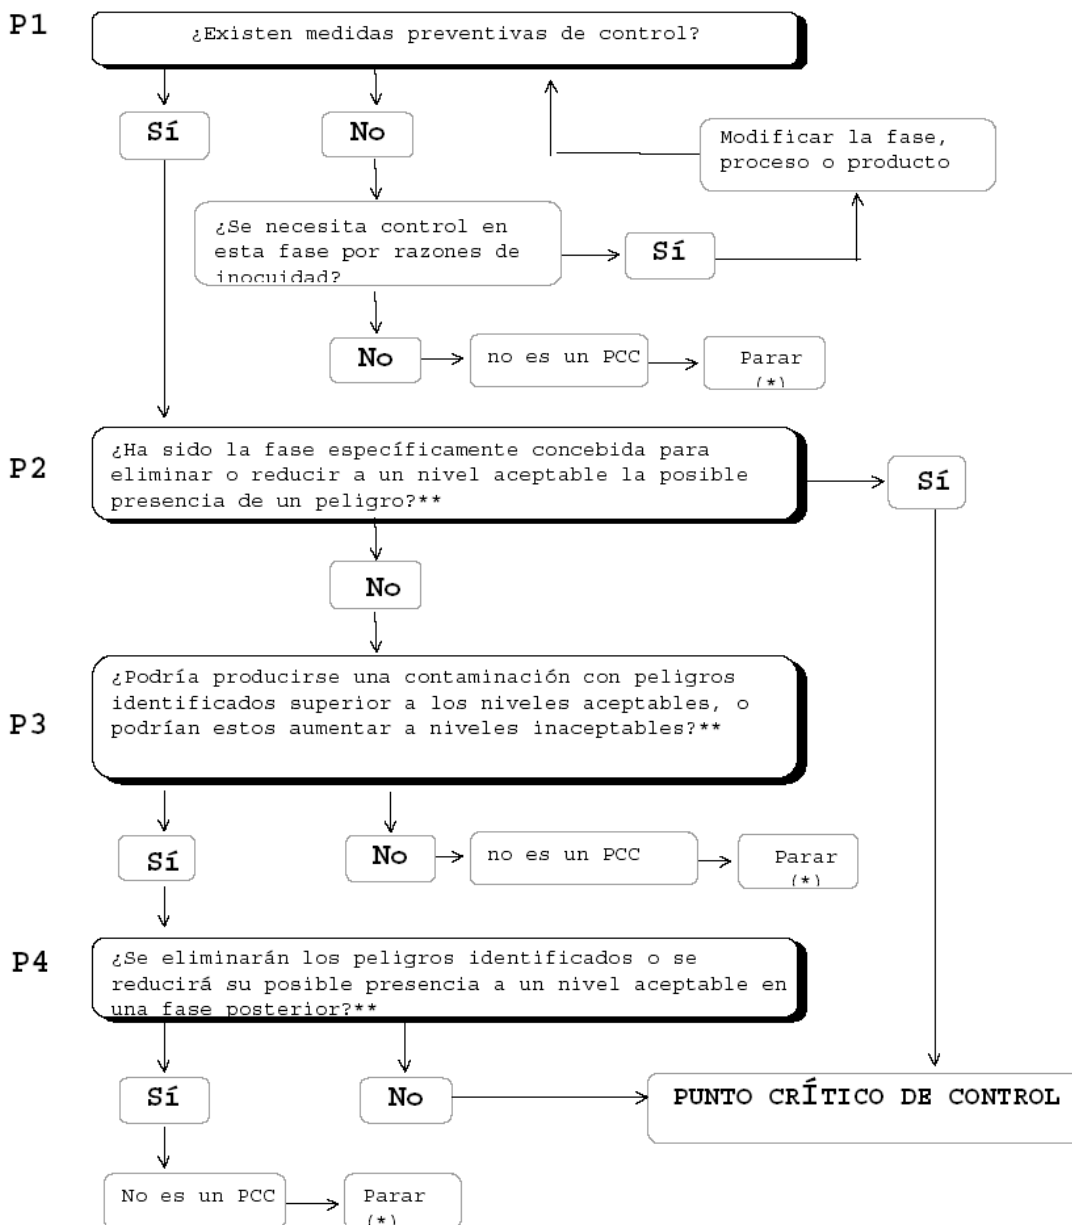 P1
¿Existen medidas preventivas de control?
Sí
No
Modificar la fase,
proceso o producto
¿Se necesita control en
esta fase por razones de
inocuidad?
Sí
No
no es un PCC
Parar
(*)
P2
¿Ha sido la fase específicamente concebida para
eliminar o reducir a un nivel aceptable la posible
presencia de un peligro?**
Sí
No
P3
¿Podría producirse una contaminación con peligros
identificados superior a los niveles aceptables, o
podrían estos aumentar a niveles inaceptables?**
Sí
No
no es un PCC
Parar
(*)
P4
¿Se eliminarán los peligros identificados o se
reducirá su posible presencia a un nivel aceptable en
una fase posterior?**
Sí
No
PUNTO CRÍTICO DE CONTROL
No es un PCC
Parar
(*)